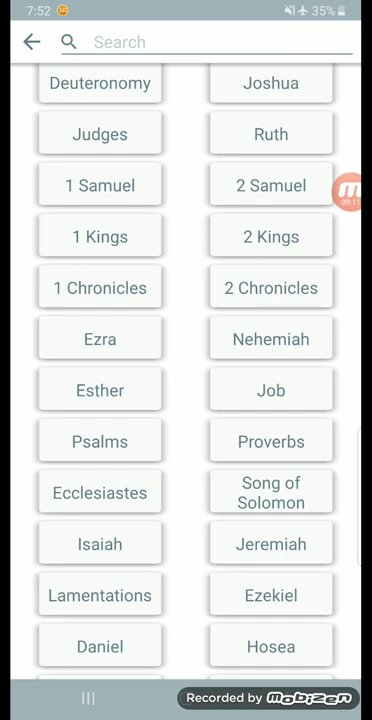 7:52
35%
Search
Deuteronomy
Joshua
Judges
Ruth
1 Samuel
2 Samuel
09:11
1 Kings
2 Kings
1 Chronicles
2 Chronicles
Ezra
Nehemiah
Esther
Job
Psalms
Proverbs
Ecclesiastes
Song of
Solomon
Isaiah
Jeremiah
Lamentations
Ezekiel
Daniel
Hosea
Recorded by mobizen